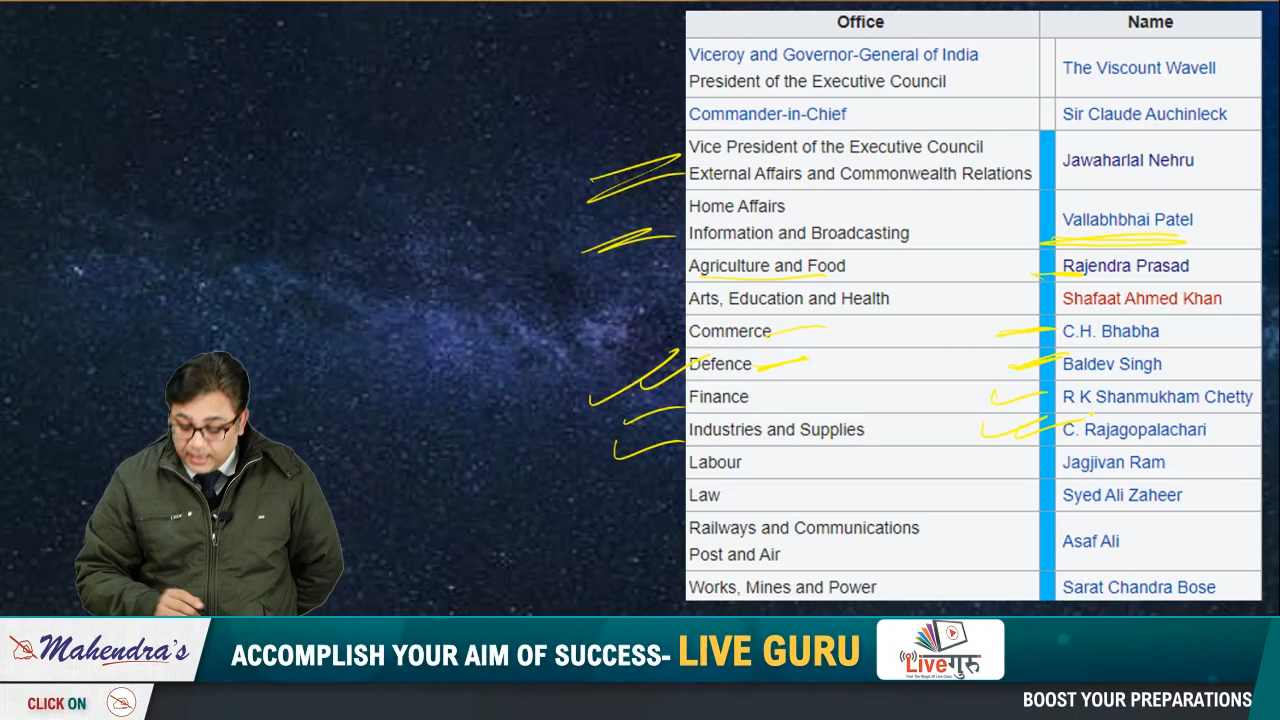 Office Name
Viceroy and Governor-General of India
President of the Executive Council
The Viscount Wavell
Commander-in-Chief Sir Claude Auchinleck
Vice President of the Executive Council
External Affairs and Commonwealth Relations
Jawaharlal Nehru
Home Affairs
Information and Broadcasting
Vallabhbhai Patel
Agriculture and Food Rajendra Prasad
Arts, Education and Health Shafaat Ahmed Khan
Commerce C.H. Bhabha
Defence Baldev Singh
Finance R K Shanmukham Chetty
Industries and Supplies C. Rajagopalachari
Labour Jagjivan Ram
Law Syed Ali Zaheer
Railways and Communications
Post and Air
Asaf Ali
Works, Mines and Power Sarat Chandra Bose
Mahendra's
ACCOMPLISH YOUR AIM OF SUCCESS- LIVE GURU
Live गुरु
CLICK ON
BOOST YOUR PREPARATIONS